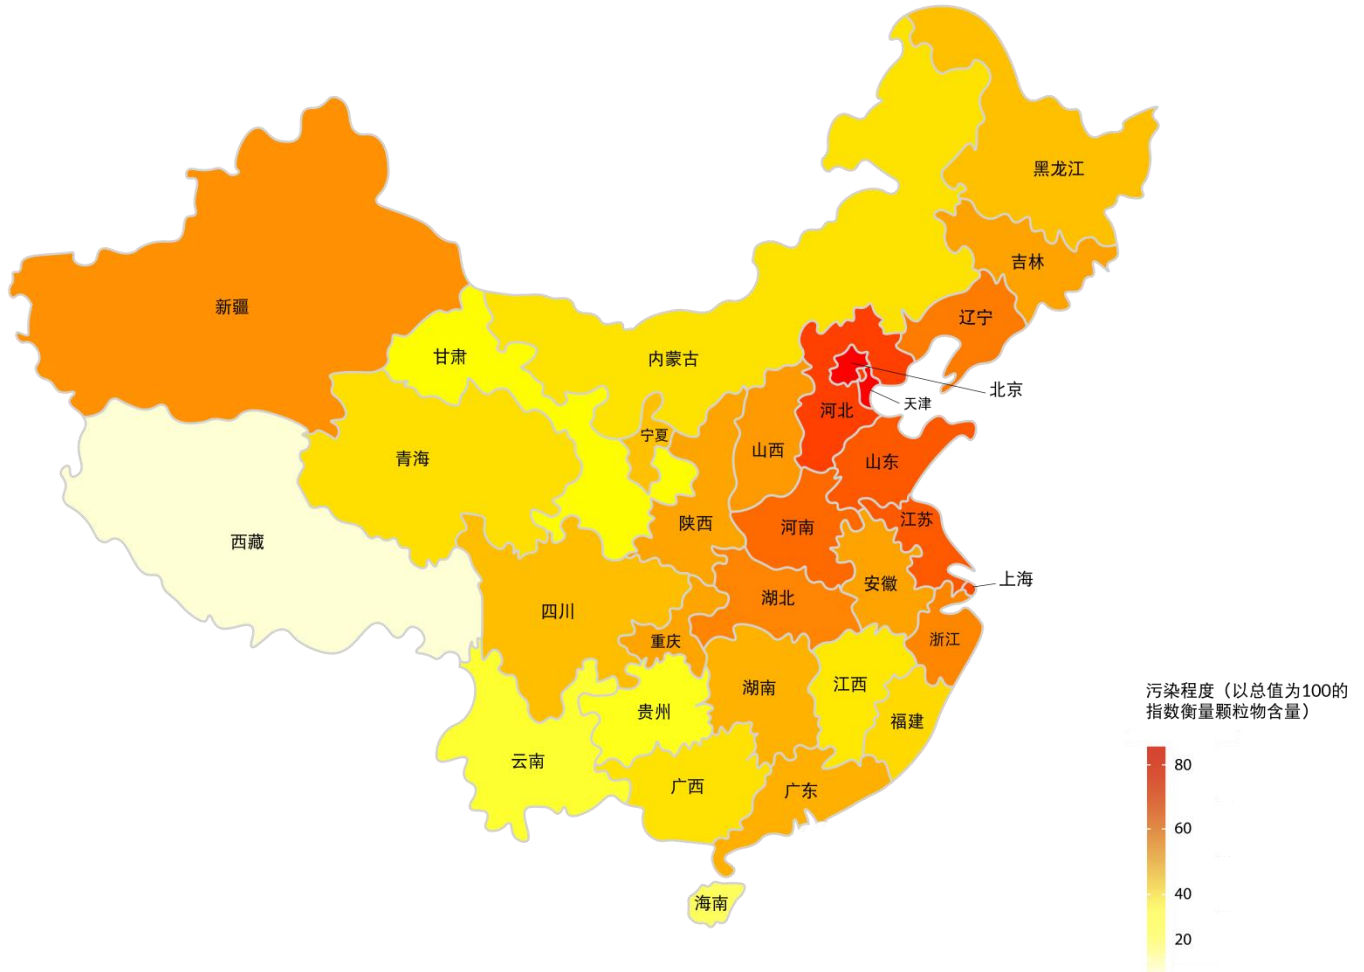 黑龙江
吉林
新疆
辽宁
甘肃
内蒙古
北京
天津
河北
宁夏
山西
青海
山东
江苏
陕西
河南
西藏
上海
安徽
湖北
四川
浙江
重庆
江西
湖南
污染程度（以总值为100的
指数衡量颗粒物含量）
贵州
福建
云南
80
广西
广东
60
40
海南
20